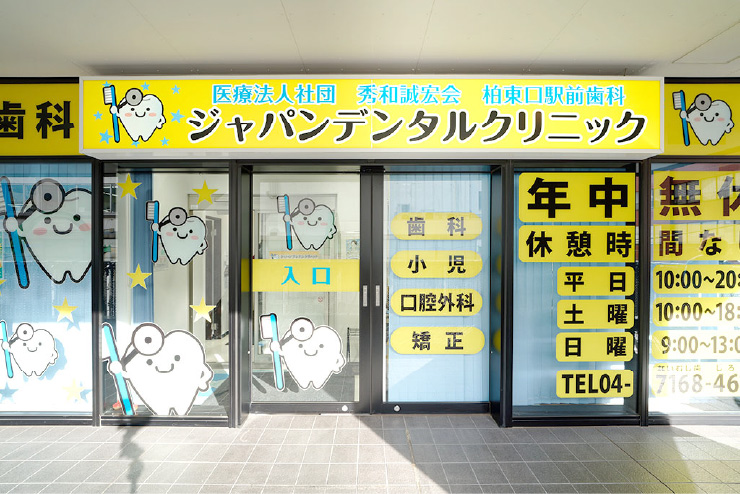 医療法人社団 秀和誠宏会 柏東口駅前歯科
ジャパンデンタルクリニック
歯科
入口
歯科
小児
口腔外科
矯正
年中無休
休憩時間な
平日 10:00~20:
土曜 10:00~18:
日曜 9:00~13:0
TEL04-7168-46